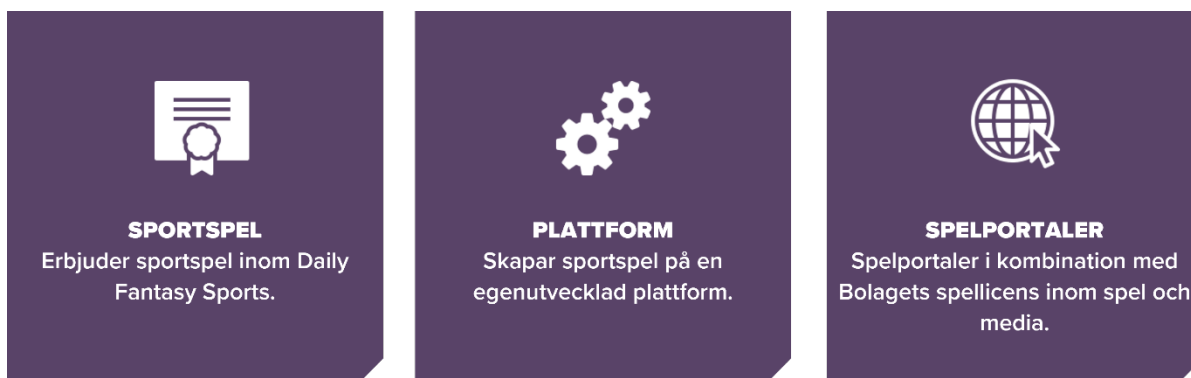 SPORTSPEL
Erbjuder sportspel inom Daily
Fantasy Sports.
PLATTFORM
Skapar sportspel på en
egenutvecklad plattform.
SPELPORTALER
Spelportaler i kombination med
Bolagets spellicens inom spel och
media.